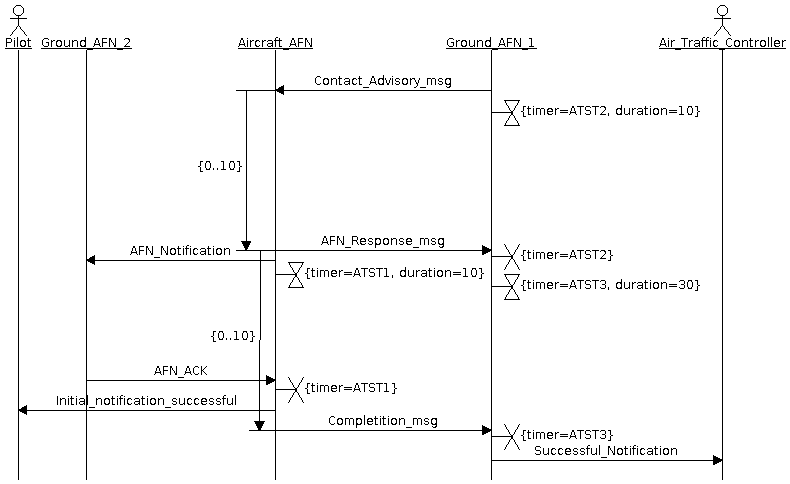 Pilot
Ground_AFN_2
Aircraft_AFN
Ground_AFN_1
Air_Traffic_Controller
Contact_Advisory_msg
{timer=ATST2, duration=10}
{0..10}
AFN_Response_msg
AFN_Notification
{timer=ATST2}
{timer=ATST1, duration=10}
{timer=ATST3, duration=30}
{0..10}
AFN_ACK
{timer=ATST1}
Initial_notification_successful
Completition_msg
{timer=ATST3}
Successful_Notification